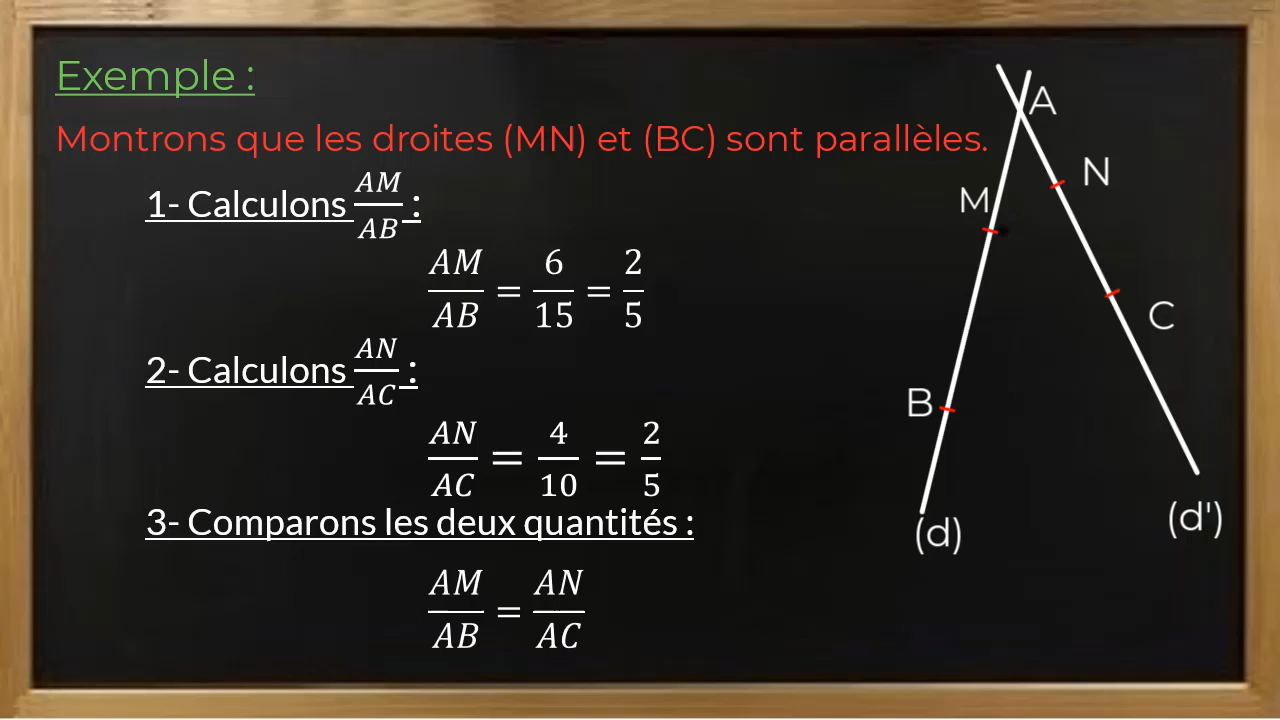 Exemple :
Montrons que les droites (MN) et (BC) sont parallèles.
1- Calculons AM/AB :
AM/AB = 6/15 = 2/5
2- Calculons AN/AC :
AN/AC = 4/10 = 2/5
3- Comparons les deux quantités :
AM/AB = AN/AC
A
N
M
C
B
(d)
(d')